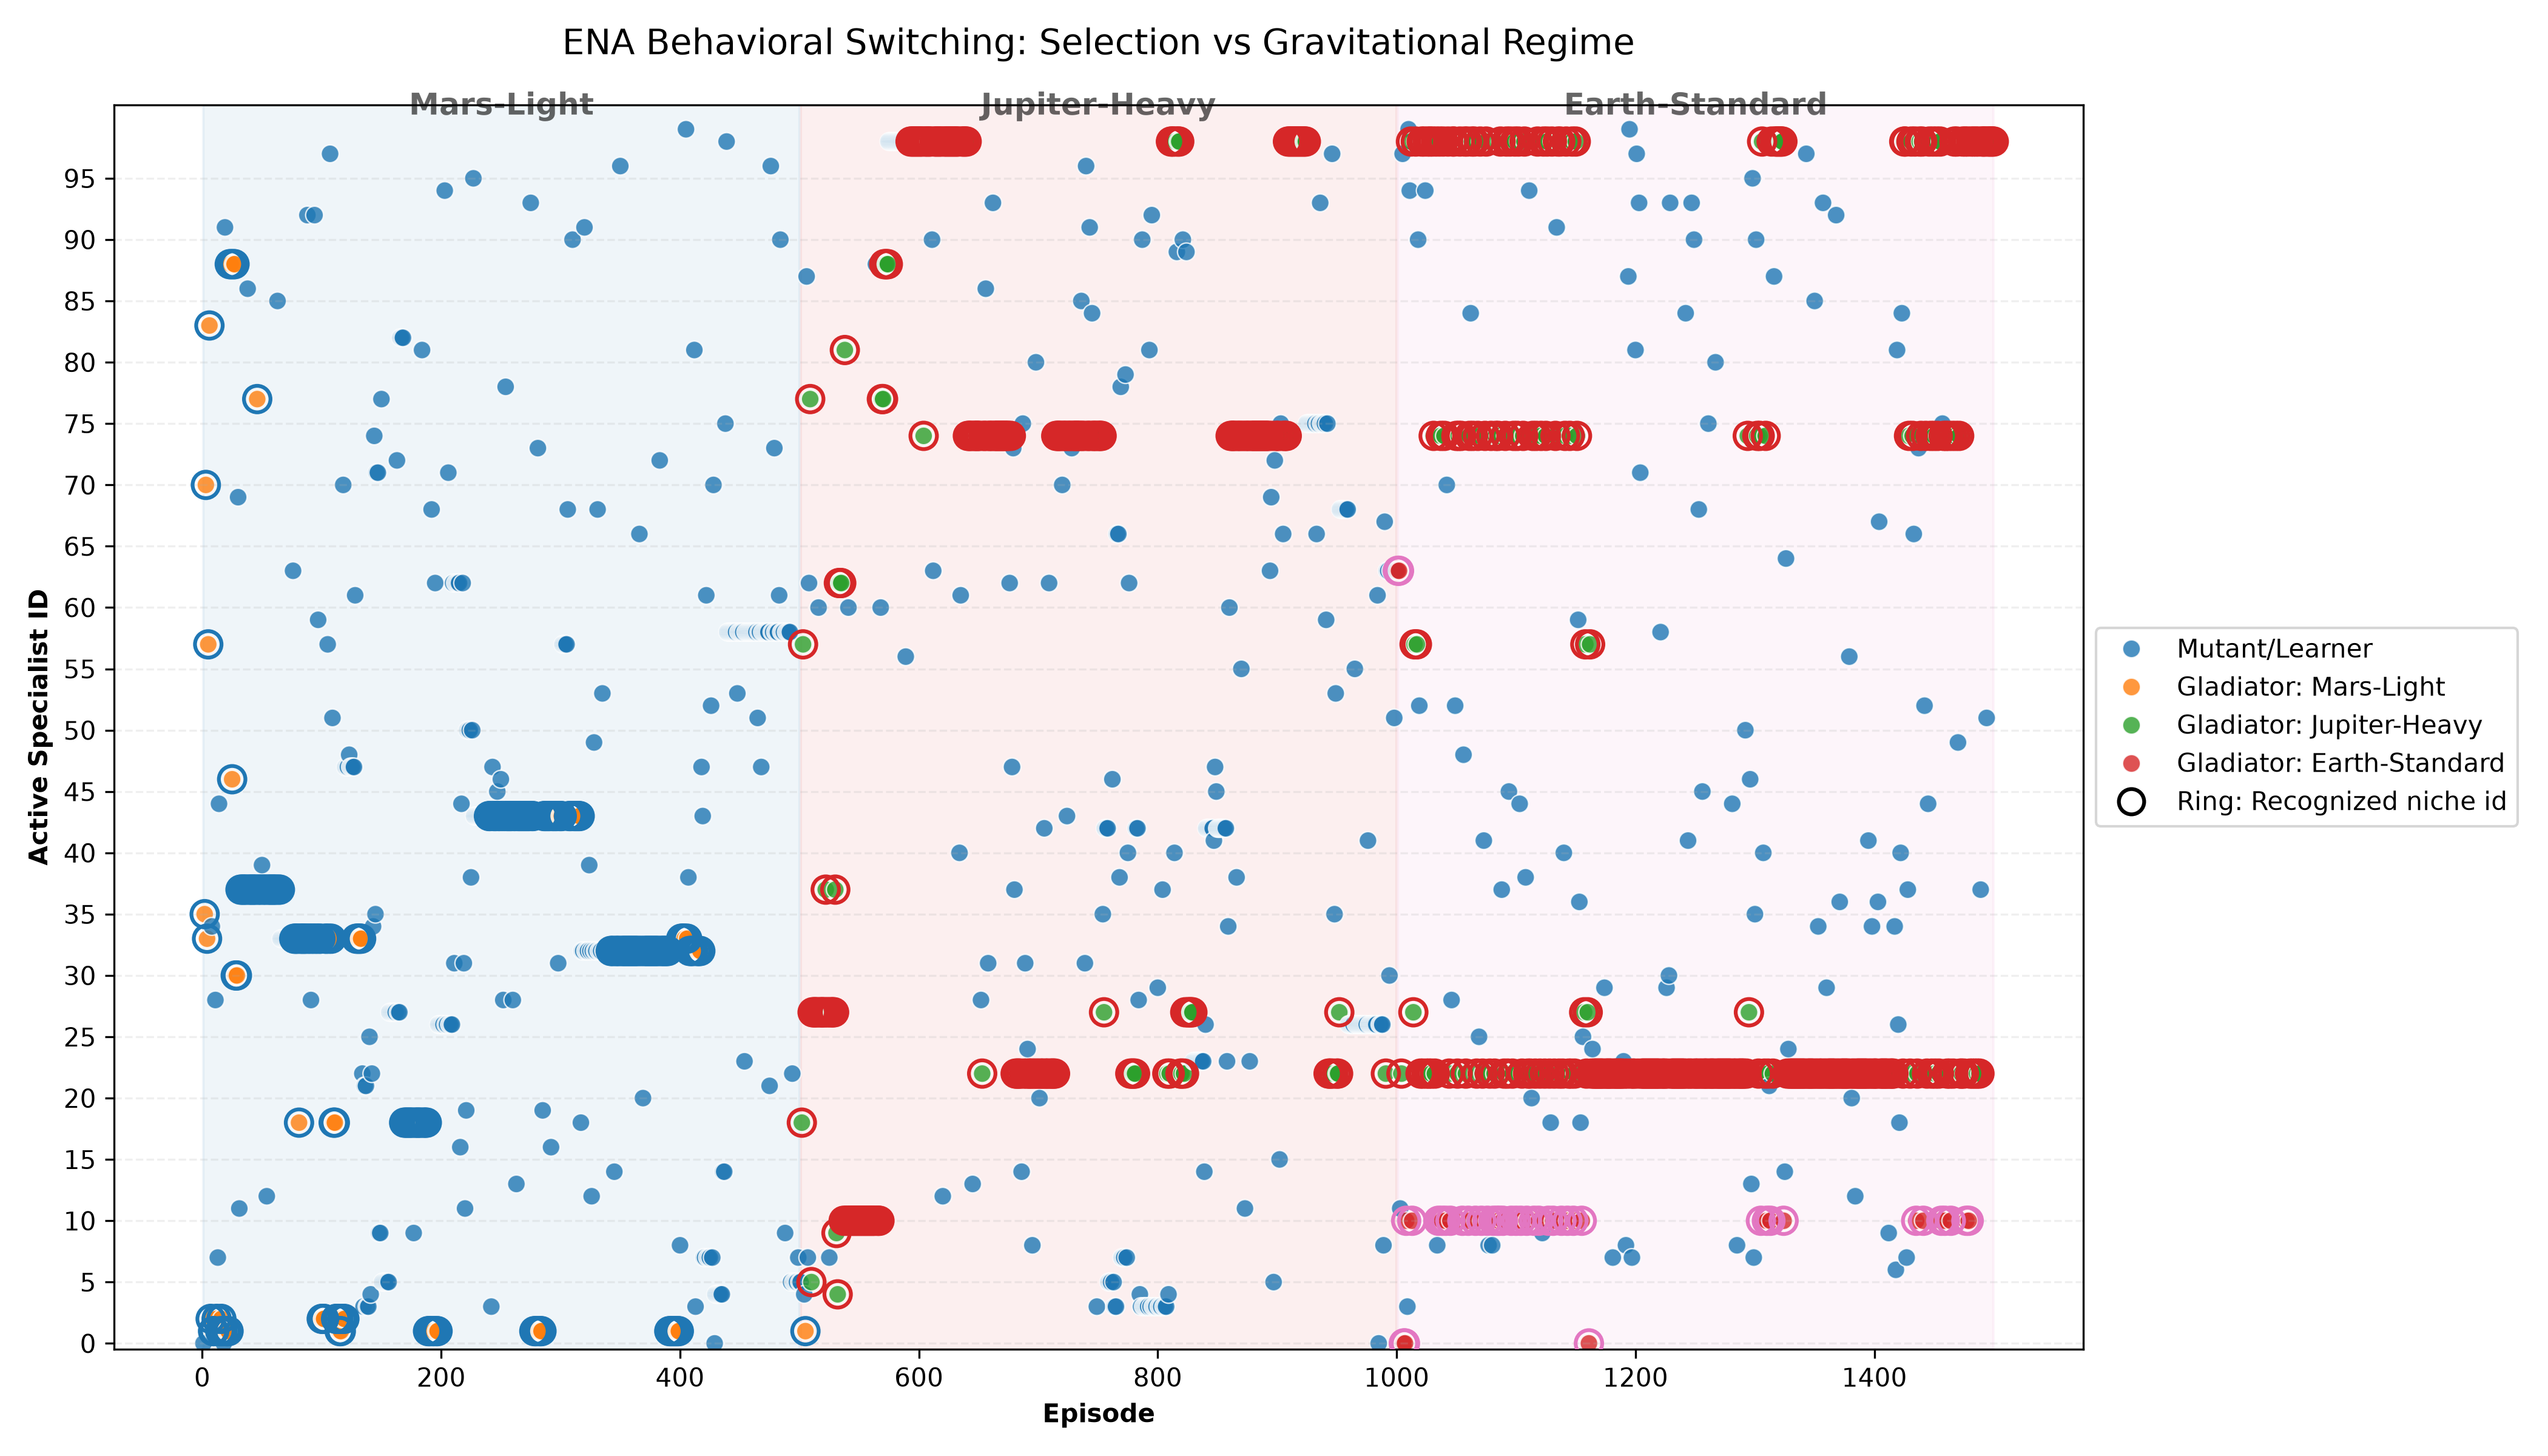 ENA Behavioral Switching: Selection vs Gravitational Regime
Mars-Light
Jupiter-Heavy
Earth-Standard
Active Specialist ID
95
90
85
80
75
70
65
60
55
50
45
40
35
30
25
20
15
10
5
0
0
200
400
600
800
1000
1200
1400
Episode
Mutant/Learner
Gladiator: Mars-Light
Gladiator: Jupiter-Heavy
Gladiator: Earth-Standard
Ring: Recognized niche id